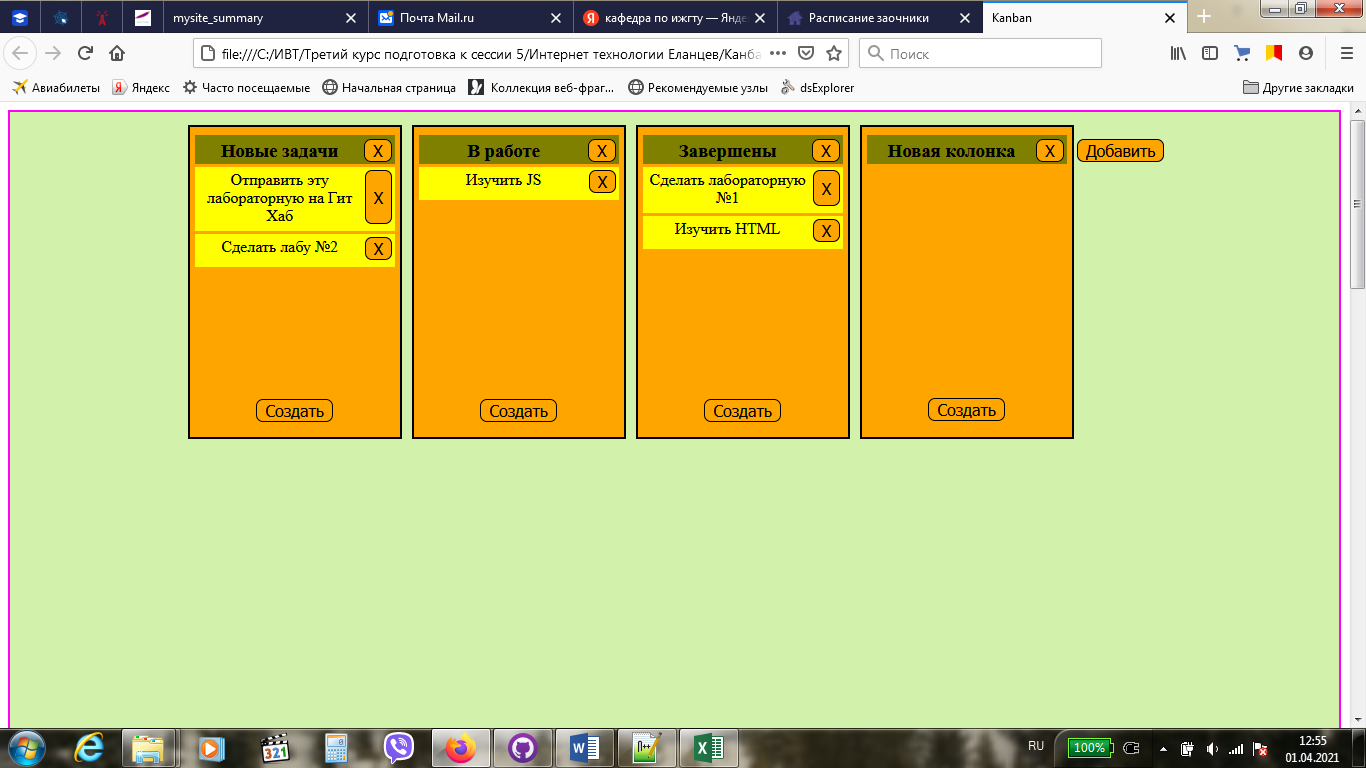 mysite_summary
Почта Mail.ru
кафедра по ижгту — Янде
Расписание заочники
Kanban
file:///C:/ИВТ/Третий курс подготовка к сессии 5/Интернет технологии Еланцев/Канба
Поиск
Авиабилеты
Яндекс
Часто посещаемые
Начальная страница
Коллекция веб-фраг...
Рекомендуемые узлы
dsExplorer
Другие закладки
Новые задачи X
Отправить эту
лабораторную на Гит
Хаб
X
Сделать лабу №2 X
Создать
В работе X
Изучить JS X
Создать
Завершены X
Сделать лабораторную
№1
X
Изучить HTML X
Создать
Новая колонка X
Создать
Добавить
RU
100%
12:55
01.04.2021